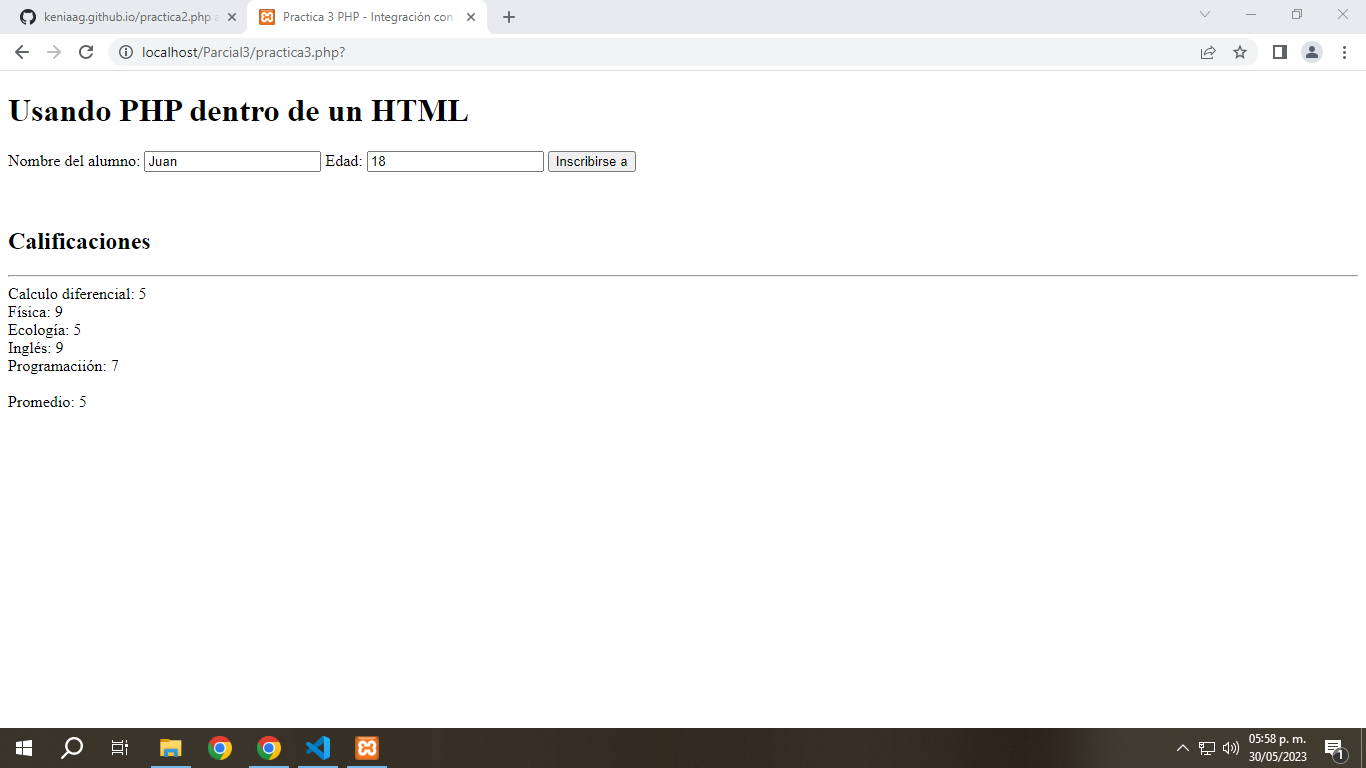 keniaag.github.io/practica2.php a
Practica 3 PHP - Integración con
localhost/Parcial3/practica3.php?
Usando PHP dentro de un HTML
Nombre del alumno: Juan Edad: 18 Inscribirse a
Calificaciones
Calculo diferencial: 5
Física: 9
Ecología: 5
Inglés: 9
Programaciión: 7
Promedio: 5
05:58 p. m.
30/05/2023
1